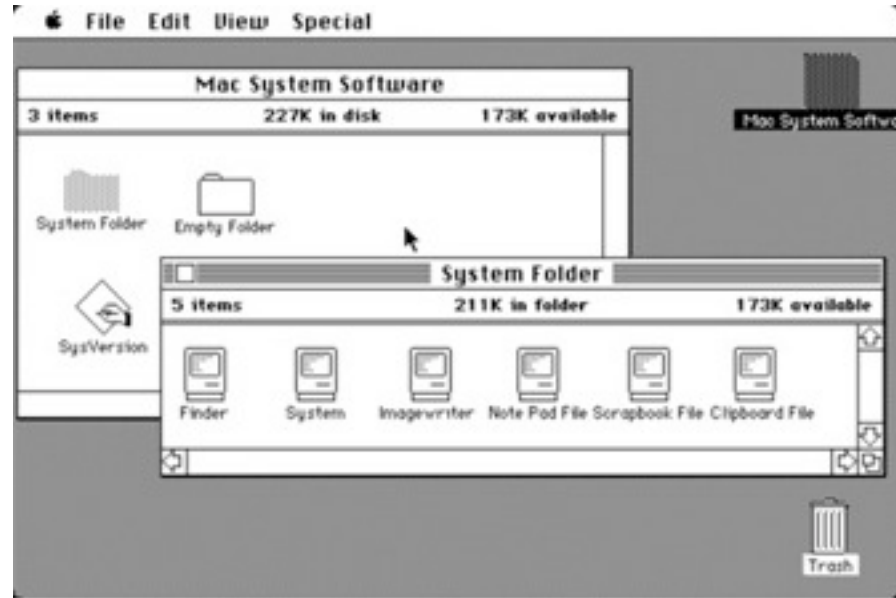 File Edit View Special
Mac System Software
3 items 227K in disk 173K available
Mac System Softwa
System Folder Empty Folder
System Folder
5 items 211K in folder 173K available
SysVersion
Finder System Imagewriter Note Pad File Scrapbook File Clipboard File
Trash